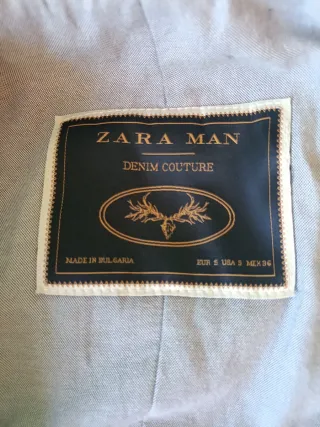 ZARA MAN
DENIM COUTURE
MADE IN BULGARIA
EUR S USA S MEX 36